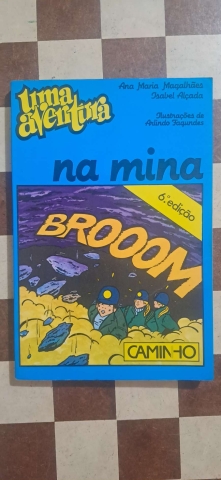 uma
aventura
Ana Maria Magalhães
Isabel Alçada
Ilustrações de
Arlindo Fagundes
na mina
6.ª edição
BROOOM
CAMINHO